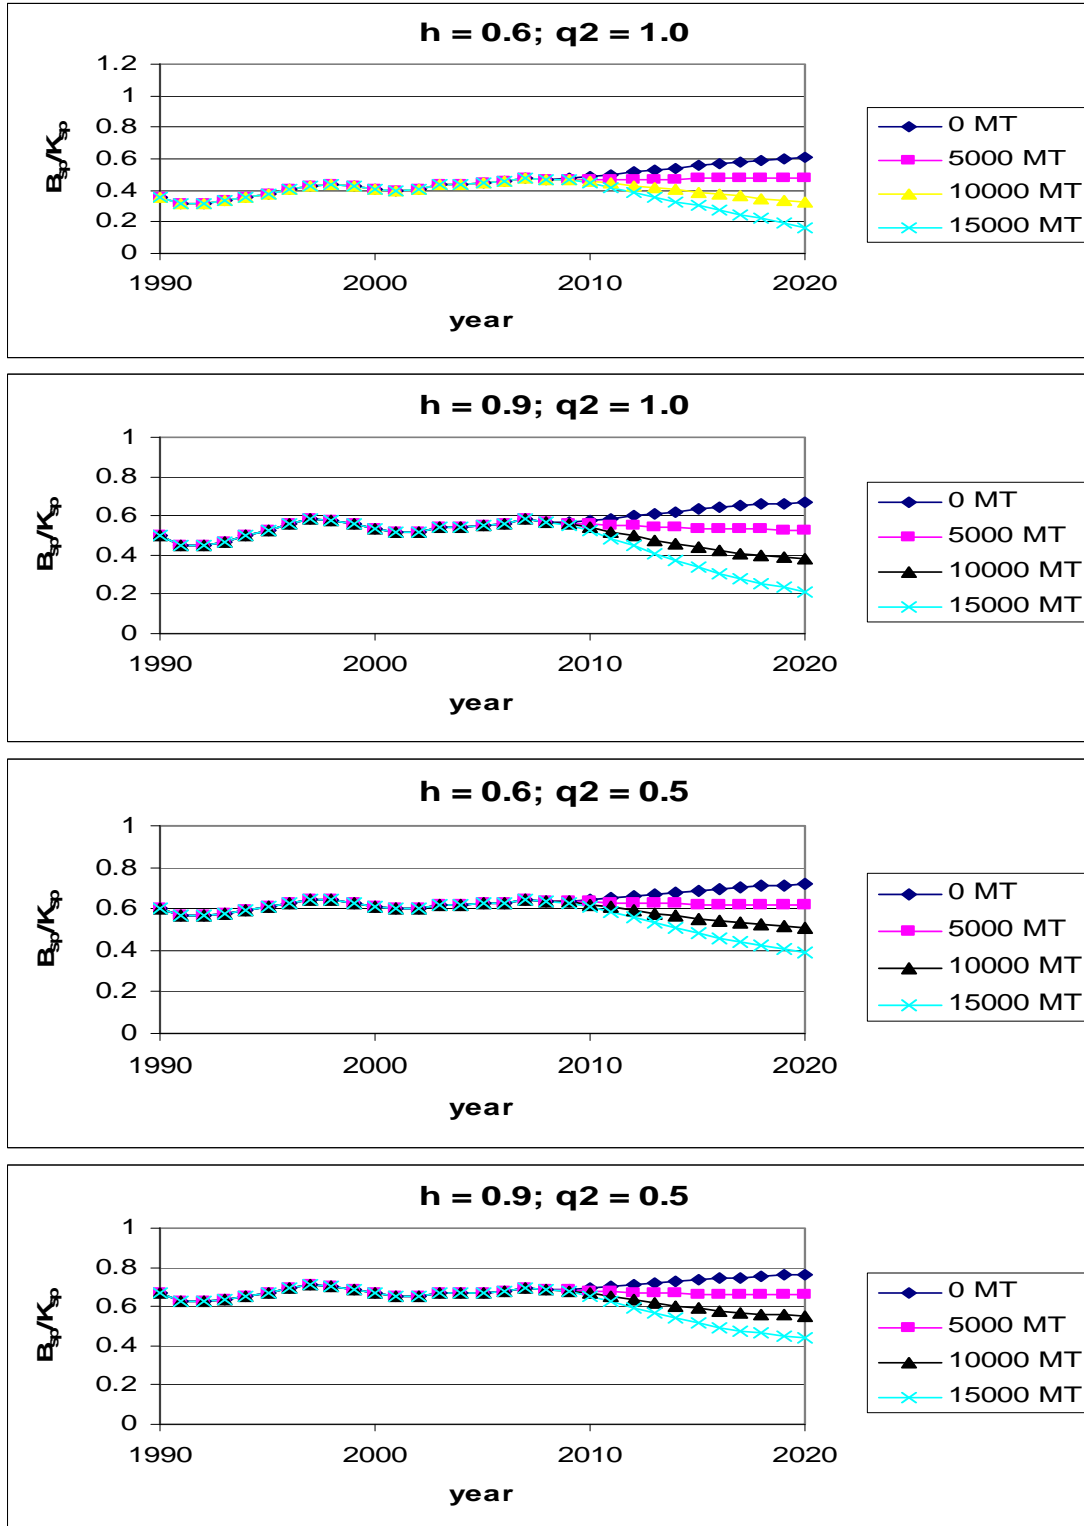 h = 0.6; q2 = 1.0
1.2
1
0.8
0.6
0.4
0.2
0
Bsp/Ksp
1990
2000
2010
2020
year
0 MT
5000 MT
10000 MT
15000 MT
h = 0.9; q2 = 1.0
1
0.8
0.6
0.4
0.2
0
Bsp/Ksp
1990
2000
2010
2020
year
0 MT
5000 MT
10000 MT
15000 MT
h = 0.6; q2 = 0.5
1
0.8
0.6
0.4
0.2
0
Bsp/Ksp
1990
2000
2010
2020
year
0 MT
5000 MT
10000 MT
15000 MT
h = 0.9; q2 = 0.5
1
0.8
0.6
0.4
0.2
0
Bsp/Ksp
1990
2000
2010
2020
year
0 MT
5000 MT
10000 MT
15000 MT